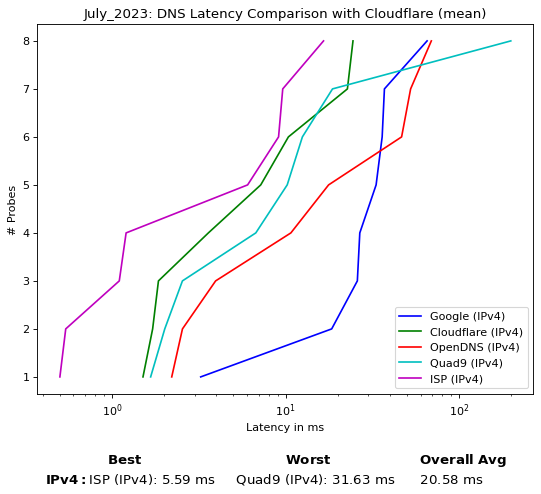 July_2023: DNS Latency Comparison with Cloudflare (mean)
8
7
6
5
4
3
2
1
# Probes
Google (IPv4)
Cloudflare (IPv4)
OpenDNS (IPv4)
Quad9 (IPv4)
ISP (IPv4)
10⁰ 10¹ 10²
Latency in ms
Best Worst Overall Avg
IPv4: ISP (IPv4): 5.59 ms Quad9 (IPv4): 31.63 ms 20.58 ms